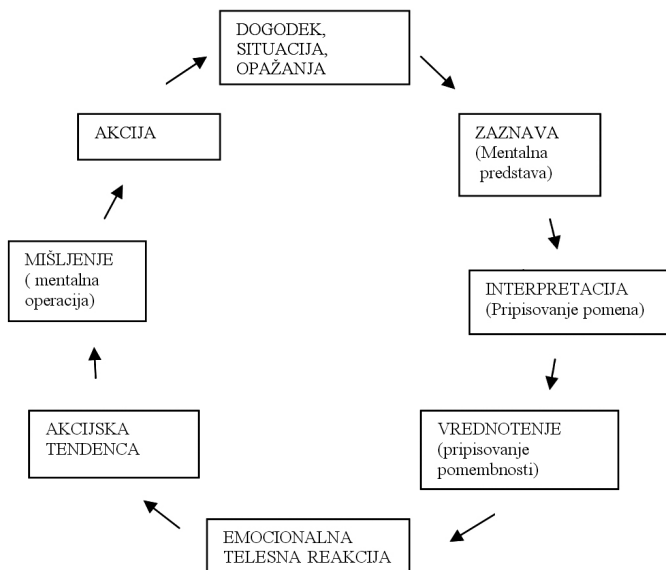 DOGODEK,
SITUACIJA,
OPAŽANJA
ZAZNAVA
(Mentalna
predstava)
INTERPRETACIJA
(Pripisovanje pomena)
VREDNOTENJE
(pripisovanje
pomembnosti)
EMOCIONALNA
TELESNA REAKCIJA
AKCIJSKA
TENDENCA
MIŠLJENJE
( mentalna
operacija)
AKCIJA